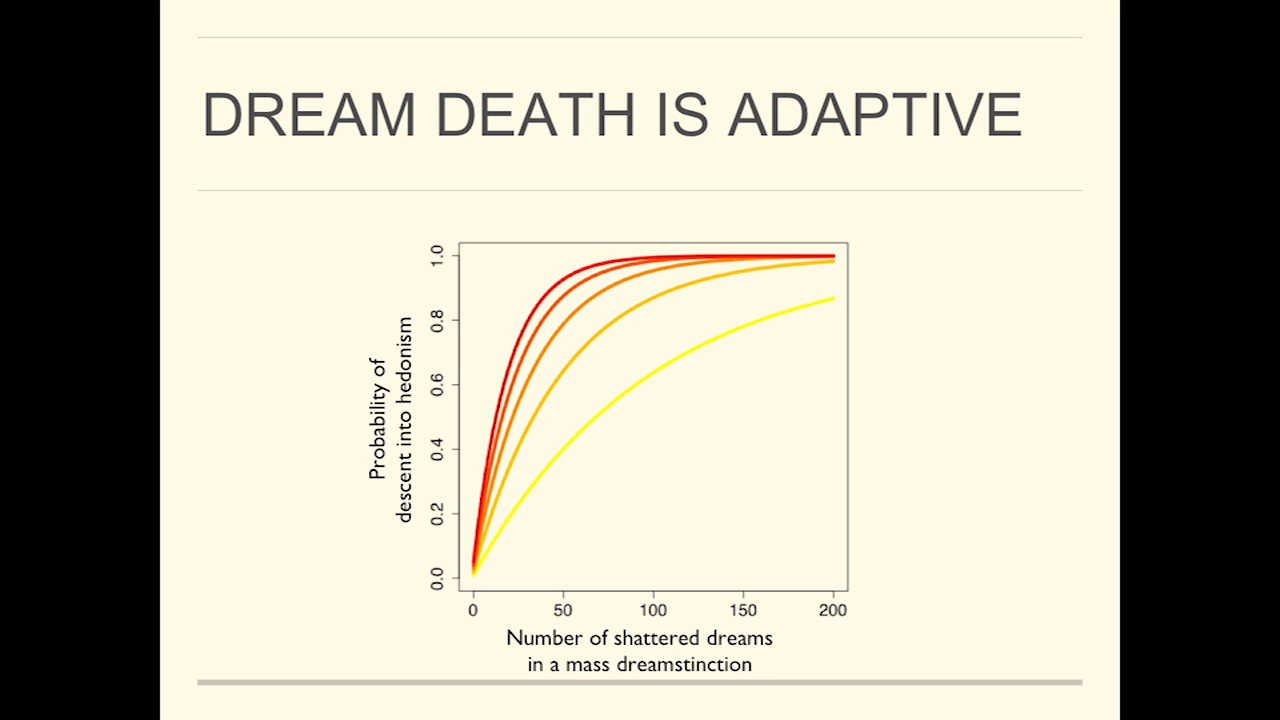 DREAM DEATH IS ADAPTIVE
Probability of
descent into hedonism
1.0
0.8
0.6
0.4
0.2
0.0
0 50 100 150 200
Number of shattered dreams
in a mass dreamstinction